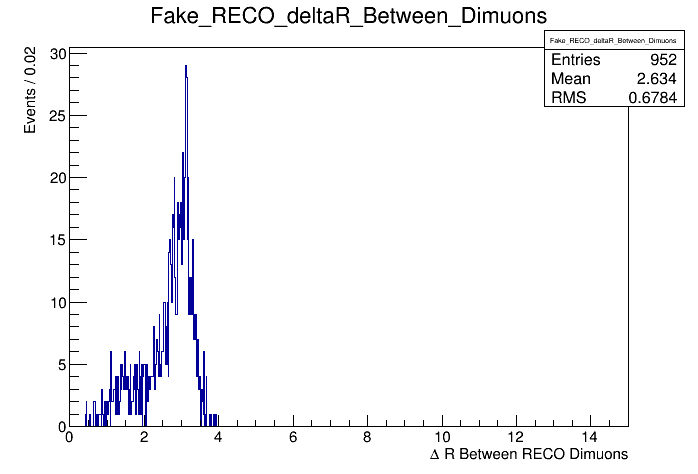 Fake_RECO_deltaR_Between_Dimuons
Fake_RECO_deltaR_Between_Dimuons
Entries 952
Mean 2.634
RMS 0.6784
Events / 0.02
30
25
20
15
10
5
0
0 2 4 6 8 10 12 14
Δ R Between RECO Dimuons